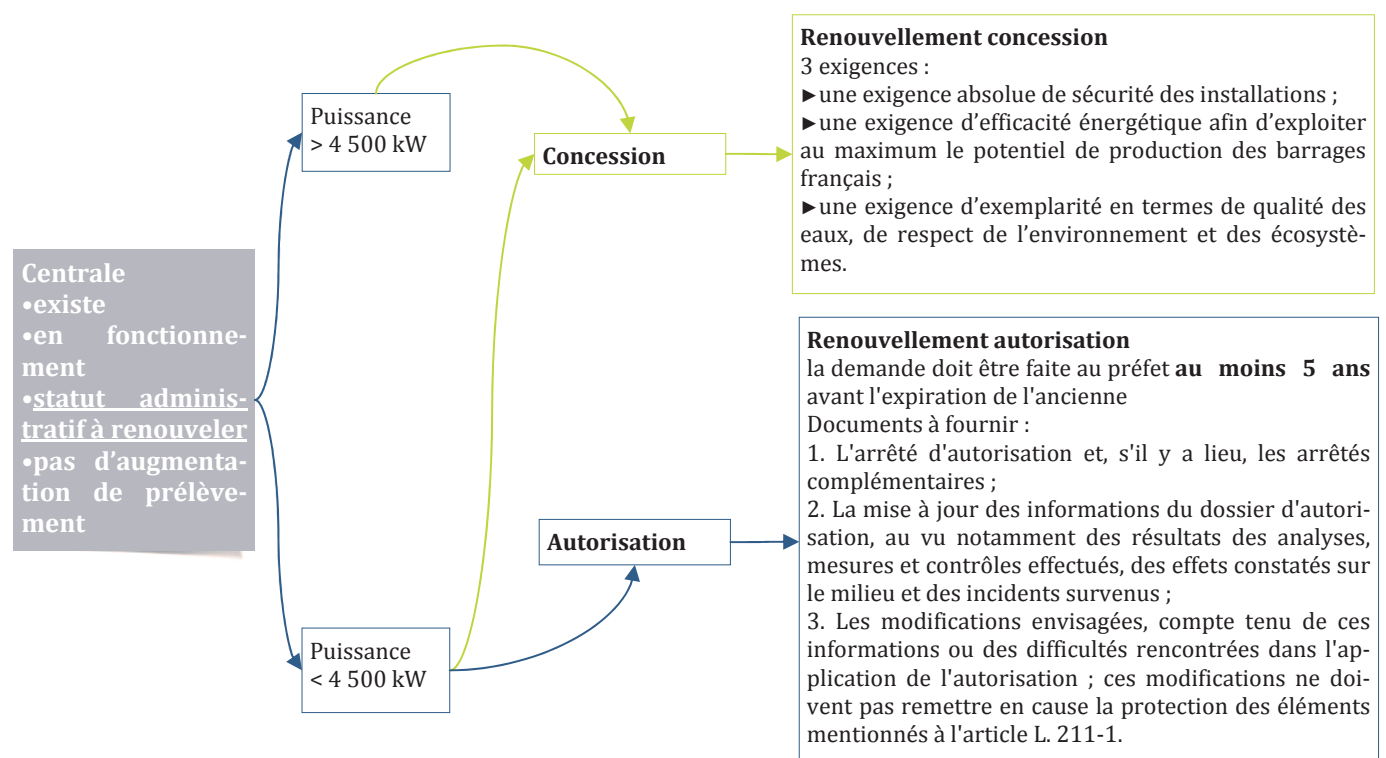 Centrale
•existe
•en fonctionne-
ment
•statut adminis-
tratif à renouveler
•pas d'augmenta-
tion de prélève-
ment
Puissance
> 4 500 kW
Puissance
< 4 500 kW
Concession
Autorisation
Renouvellement concession
3 exigences :
►une exigence absolue de sécurité des installations ;
►une exigence d'efficacité énergétique afin d'exploiter
au maximum le potentiel de production des barrages
français ;
►une exigence d'exemplarité en termes de qualité des
eaux, de respect de l'environnement et des écosystè-
mes.
Renouvellement autorisation
la demande doit être faite au préfet au moins 5 ans
avant l'expiration de l'ancienne
Documents à fournir :
1. L'arrêté d'autorisation et, s'il y a lieu, les arrêtés
complémentaires ;
2. La mise à jour des informations du dossier d'autori-
sation, au vu notamment des résultats des analyses,
mesures et contrôles effectués, des effets constatés sur
le milieu et des incidents survenus ;
3. Les modifications envisagées, compte tenu de ces
informations ou des difficultés rencontrées dans l'ap-
plication de l'autorisation ; ces modifications ne doi-
vent pas remettre en cause la protection des éléments
mentionnés à l'article L. 211-1.